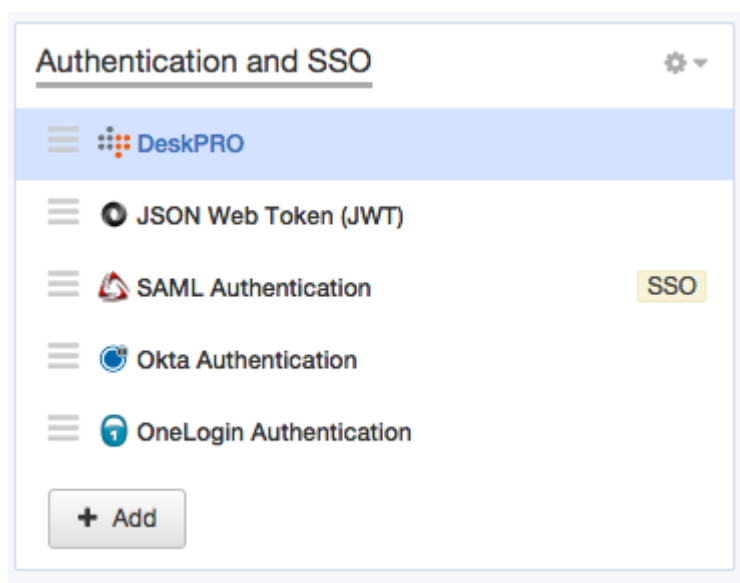 Authentication and SSO
DeskPRO
JSON Web Token (JWT)
SAML Authentication SSO
Okta Authentication
OneLogin Authentication
+ Add